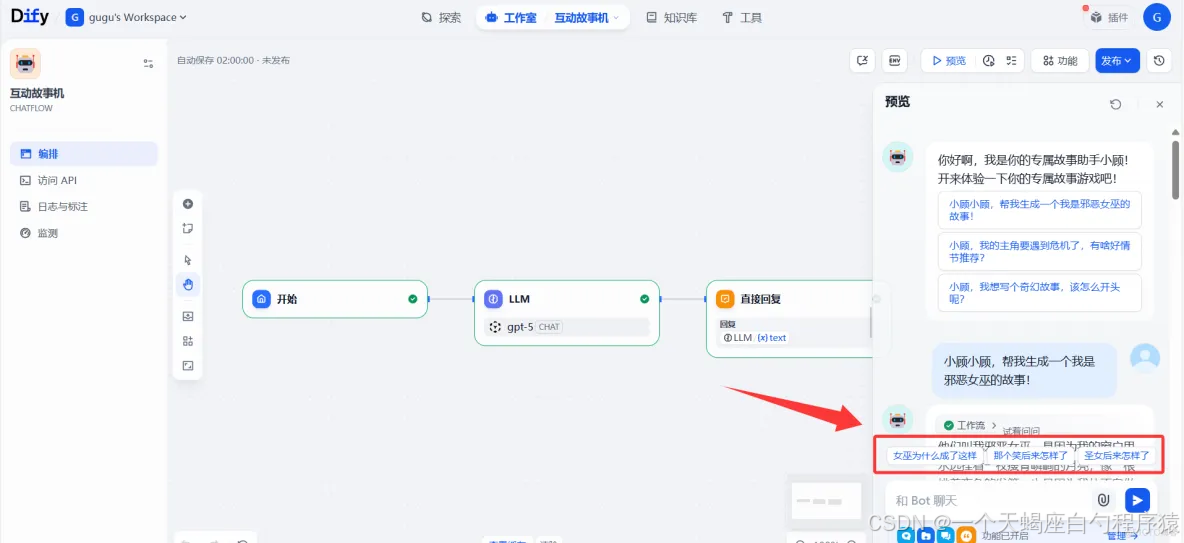 Dify
G gugu's Workspace
探索
工作室
互动故事机
知识库
工具
插件
G
互动故事机
CHATFLOW
编排
访问 API
日志与标注
监测
自动保存 02:00:00 · 未发布
ENV
预览
功能
发布
开始
LLM
gpt-5 CHAT
直接回复
回复
LLM / (x) text
预览
你好啊，我是你的专属故事助手小顾！
开来体验一下你的专属故事游戏吧！
小顾小顾，帮我生成一个我是邪恶女巫的
故事！
小顾，我的主角要遇到危机了，有啥好情
节推荐？
小顾，我想写个奇幻故事，该怎么开头
呢？
小顾小顾，帮我生成一个我是
邪恶女巫的故事！
工作流
试着问问
女巫为什么成了这样
那个笑后来怎样了
圣女后来怎样了
和 Bot 聊天
功能已开启
管理
CSDN @一个天蝎座白勺程序猿